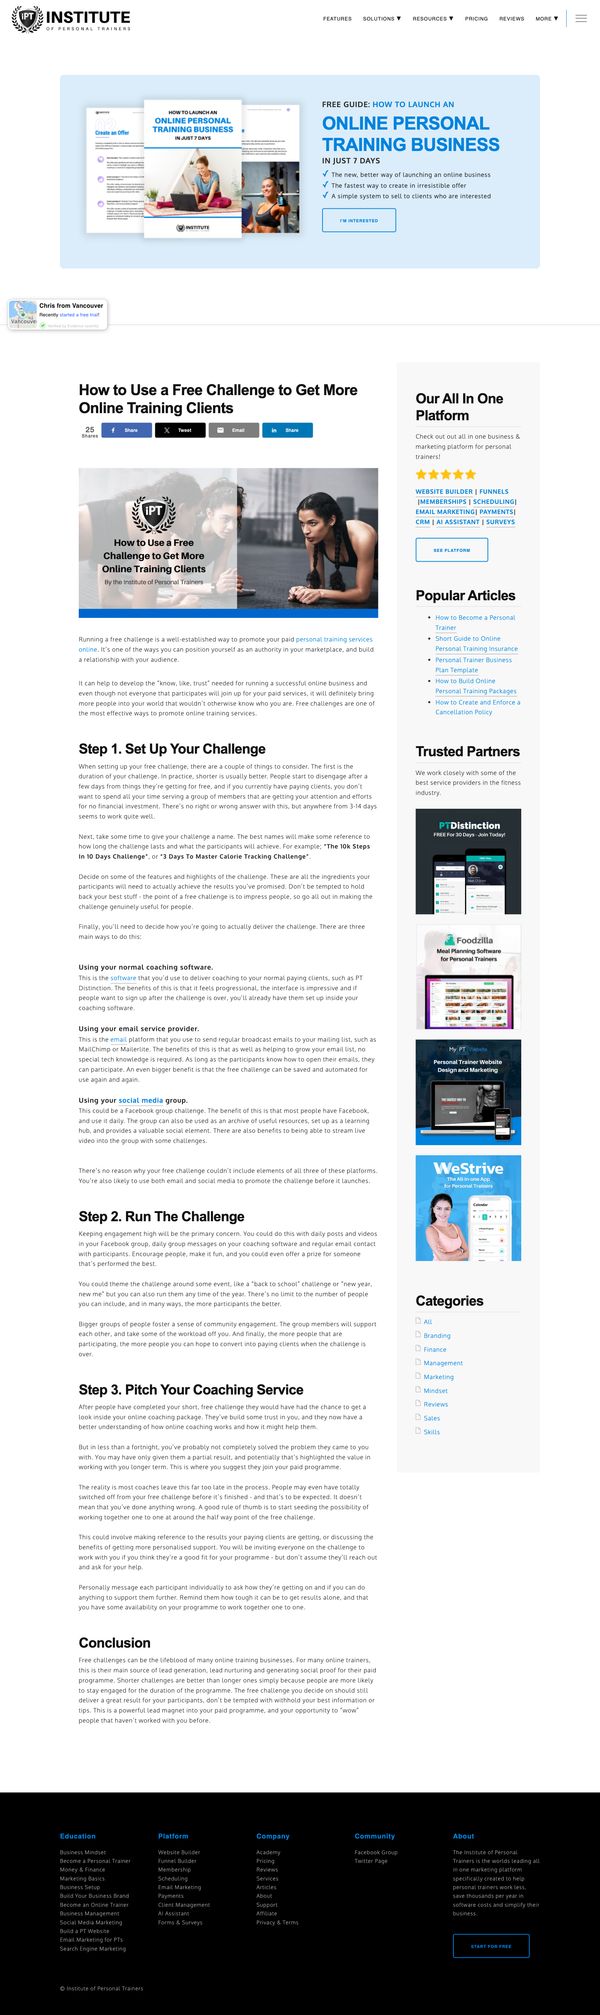 iPT INSTITUTE
OF PERSONAL TRAINERS
FEATURES SOLUTIONS ▼ RESOURCES ▼ PRICING REVIEWS MORE ▼
Create an Offer
HOW TO LAUNCH AN
ONLINE PERSONAL
TRAINING BUSINESS
IN JUST 7 DAYS
INSTITUTE
FREE GUIDE: HOW TO LAUNCH AN
ONLINE PERSONAL
TRAINING BUSINESS
IN JUST 7 DAYS
✓ The new, better way of launching an online business
✓ The fastest way to create in irresistible offer
✓ A simple system to sell to clients who are interested
I'M INTERESTED
Vancouver
Chris from Vancouver
Recently started a free trial!
How to Use a Free Challenge to Get More
Online Training Clients
25
Shares
Share
Tweet
Email
Share
iPT
How to Use a Free
Challenge to Get More
Online Training Clients
By the Institute of Personal Trainers
Running a free challenge is a well-established way to promote your paid personal training services
online. It's one of the ways you can position yourself as an authority in your marketplace, and build
a relationship with your audience.
It can help to develop the "know, like, trust" needed for running a successful online business and
even though not everyone that participates will join up for your paid services, it will definitely bring
more people into your world that wouldn't otherwise know who you are. Free challenges are one of
the most effective ways to promote online training services.
Step 1. Set Up Your Challenge
When setting up your free challenge, there are a couple of things to consider. The first is the
duration of your challenge. In practice, shorter is usually better. People start to disengage after a
few days from things they're getting for free, and if you currently have paying clients, you don't
want to spend all your time serving a group of members that are getting your attention and efforts
for no financial investment. There's no right or wrong answer with this, but anywhere from 3-14 days
seems to work quite well.
Next, take some time to give your challenge a name. The best names will make some reference to
how long the challenge lasts and what the participants will achieve. For example; "The 10k Steps
In 10 Days Challenge", or "3 Days To Master Calorie Tracking Challenge".
Decide on some of the features and highlights of the challenge. These are all the ingredients your
participants will need to actually achieve the results you've promised. Don't be tempted to hold
back your best stuff - the point of a free challenge is to impress people, so go all out in making the
challenge genuinely useful for people.
Finally, you'll need to decide how you're going to actually deliver the challenge. There are three
main ways to do this:
Using your normal coaching software.
This is the software that you'd use to deliver coaching to your normal paying clients, such as PT
Distinction. The benefits of this is that it feels progressional, the interface is impressive and if
people want to sign up after the challenge is over, you'll already have them set up inside your
coaching software.
Using your email service provider.
This is the email platform that you use to send regular broadcast emails to your mailing list, such as
MailChimp or Mailerlite. The benefits of this is that as well as helping to grow your email list, no
special tech knowledge is required. As long as the participants know how to open their emails, they
can participate. An even bigger benefit is that the free challenge can be saved and automated for
use again and again.
Using your social media group.
This could be a Facebook group challenge. The benefit of this is that most people have Facebook,
and use it daily. The group can also be used as an archive of useful resources, set up as a learning
hub, and provides a valuable social element. There are also benefits to being able to stream live
video into the group with some challenges.
There's no reason why your free challenge couldn't include elements of all three of these platforms.
You're also likely to use both email and social media to promote the challenge before it launches.
Step 2. Run The Challenge
Keeping engagement high will be the primary concern. You could do this with daily posts and videos
in your Facebook group, daily group messages on your coaching software and regular email contact
with participants. Encourage people, make it fun, and you could even offer a prize for someone
that's performed the best.
You could theme the challenge around some event, like a "back to school" challenge or "new year,
new me" but you can also run them any time of the year. There's no limit to the number of people
you can include, and in many ways, the more participants the better.
Bigger groups of people foster a sense of community engagement. The group members will support
each other, and take some of the workload off you. And finally, the more people that are
participating, the more people you can hope to convert into paying clients when the challenge is
over.
Step 3. Pitch Your Coaching Service
After people have completed your short, free challenge they would have had the chance to get a
look inside your online coaching package. They've build some trust in you, and they now have a
better understanding of how online coaching works and how it might help them.
But in less than a fortnight, you've probably not completely solved the problem they came to you
with. You may have only given them a partial result, and potentially that's highlighted the value in
working with you longer term. This is where you suggest they join your paid programme.
The reality is most coaches leave this far too late in the process. People may even have totally
switched off from your free challenge before it's finished - and that's to be expected. It doesn't
mean that you've done anything wrong. A good rule of thumb is to start seeding the possibility of
working together one to one at around the half way point of the free challenge.
This could involve making reference to the results your paying clients are getting, or discussing the
benefits of getting more personalised support. You will be inviting everyone on the challenge to
work with you if you think they're a good fit for your programme - but don't assume they'll reach out
and ask for your help.
Personally message each participant individually to ask how they're getting on and if you can do
anything to support them further. Remind them how tough it can be to get results alone, and that
you have some availability on your programme to work together one to one.
Conclusion
Free challenges can be the lifeblood of many online training businesses. For many online trainers,
this is their main source of lead generation, lead nurturing and generating social proof for their paid
programme. Shorter challenges are better than longer ones simply because people are more likely
to stay engaged for the duration of the programme. The free challenge you decide on should still
deliver a great result for your participants, don't be tempted with withhold your best information or
tips. This is a powerful lead magnet into your paid programme, and your opportunity to "wow"
people that haven't worked with you before.
Our All In One
Platform
Check out out all in one business &
marketing platform for personal
trainers!
WEBSITE BUILDER | FUNNELS
|MEMBERSHIPS | SCHEDULING|
EMAIL MARKETING| PAYMENTS|
CRM | AI ASSISTANT | SURVEYS
SEE PLATFORM
Popular Articles
How to Become a Personal
Trainer
Short Guide to Online
Personal Training Insurance
Personal Trainer Business
Plan Template
How to Build Online
Personal Training Packages
How to Create and Enforce a
Cancellation Policy
Trusted Partners
We work closely with some of the
best service providers in the fitness
industry.
PTDistinction
FREE For 30 Days - Join Today!
Foodzilla
Meal Planning Software
for Personal Trainers
My PT Website
Personal Trainer Website
Design and Marketing
WeStrive
The All in one App
for Personal Trainers
Calendar
Categories
All
Branding
Finance
Management
Marketing
Mindset
Reviews
Sales
Skills
Education
Business Mindset
Become a Personal Trainer
Money & Finance
Marketing Basics
Business Setup
Build Your Business Brand
Become an Online Trainer
Business Management
Social Media Marketing
Build a PT Website
Email Marketing for PTs
Search Engine Marketing
Platform
Website Builder
Funnel Builder
Membership
Scheduling
Email Marketing
Payments
Client Management
AI Assistant
Forms & Surveys
Company
Academy
Pricing
Reviews
Services
Articles
About
Support
Affiliate
Privacy & Terms
Community
Facebook Group
Twitter Page
About
The Institute of Personal
Trainers is the worlds leading all
in one marketing platform
specifically created to help
personal trainers work less,
save thousands per year in
software costs and simplify their
business.
START FOR FREE
© Institute of Personal Trainers